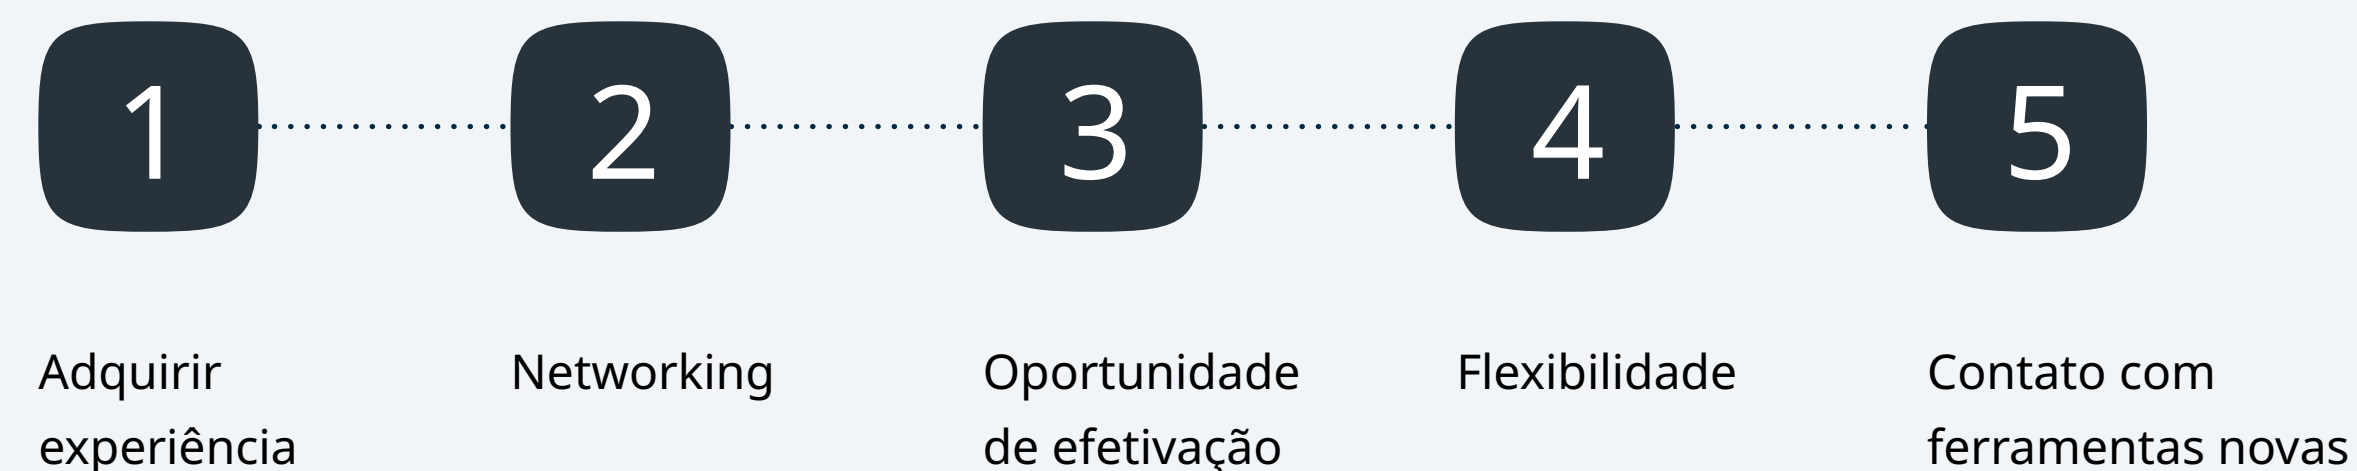 1
2
3
4
5
Adquirir
experiência
Networking
Oportunidade
de efetivação
Flexibilidade
Contato com
ferramentas novas